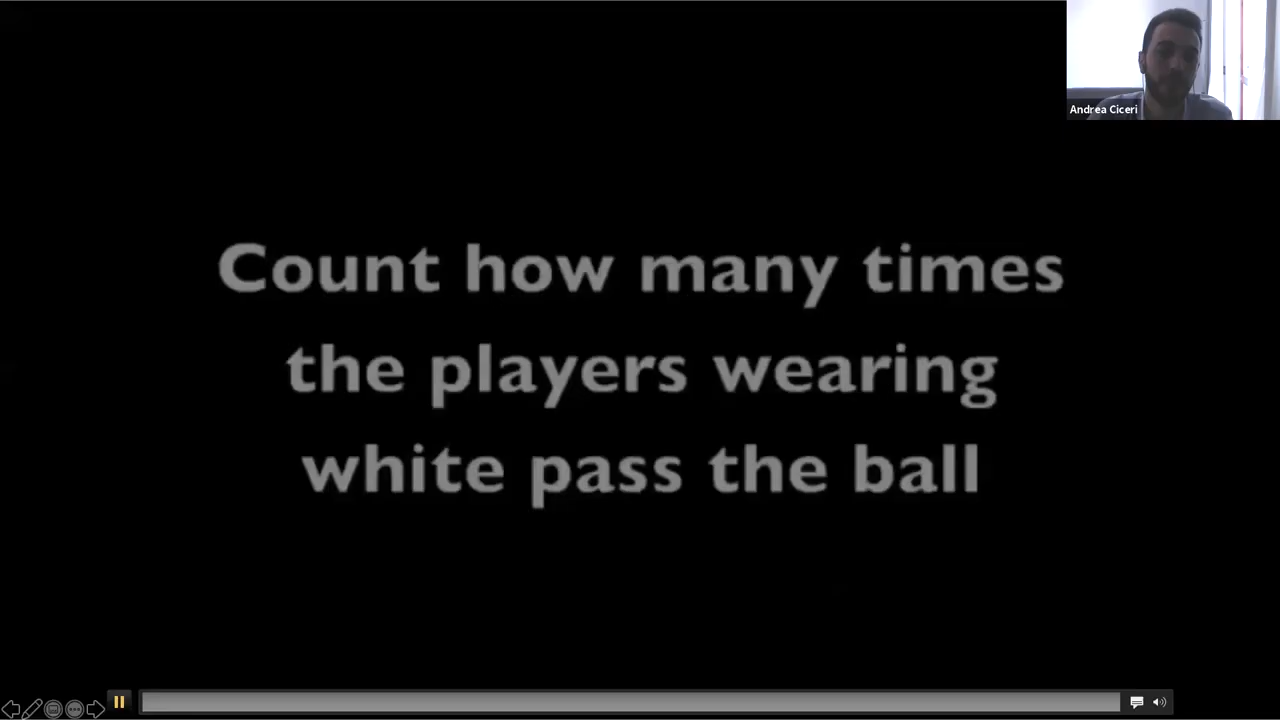 Andrea Ciceri
Count how many times
the players wearing
white pass the ball